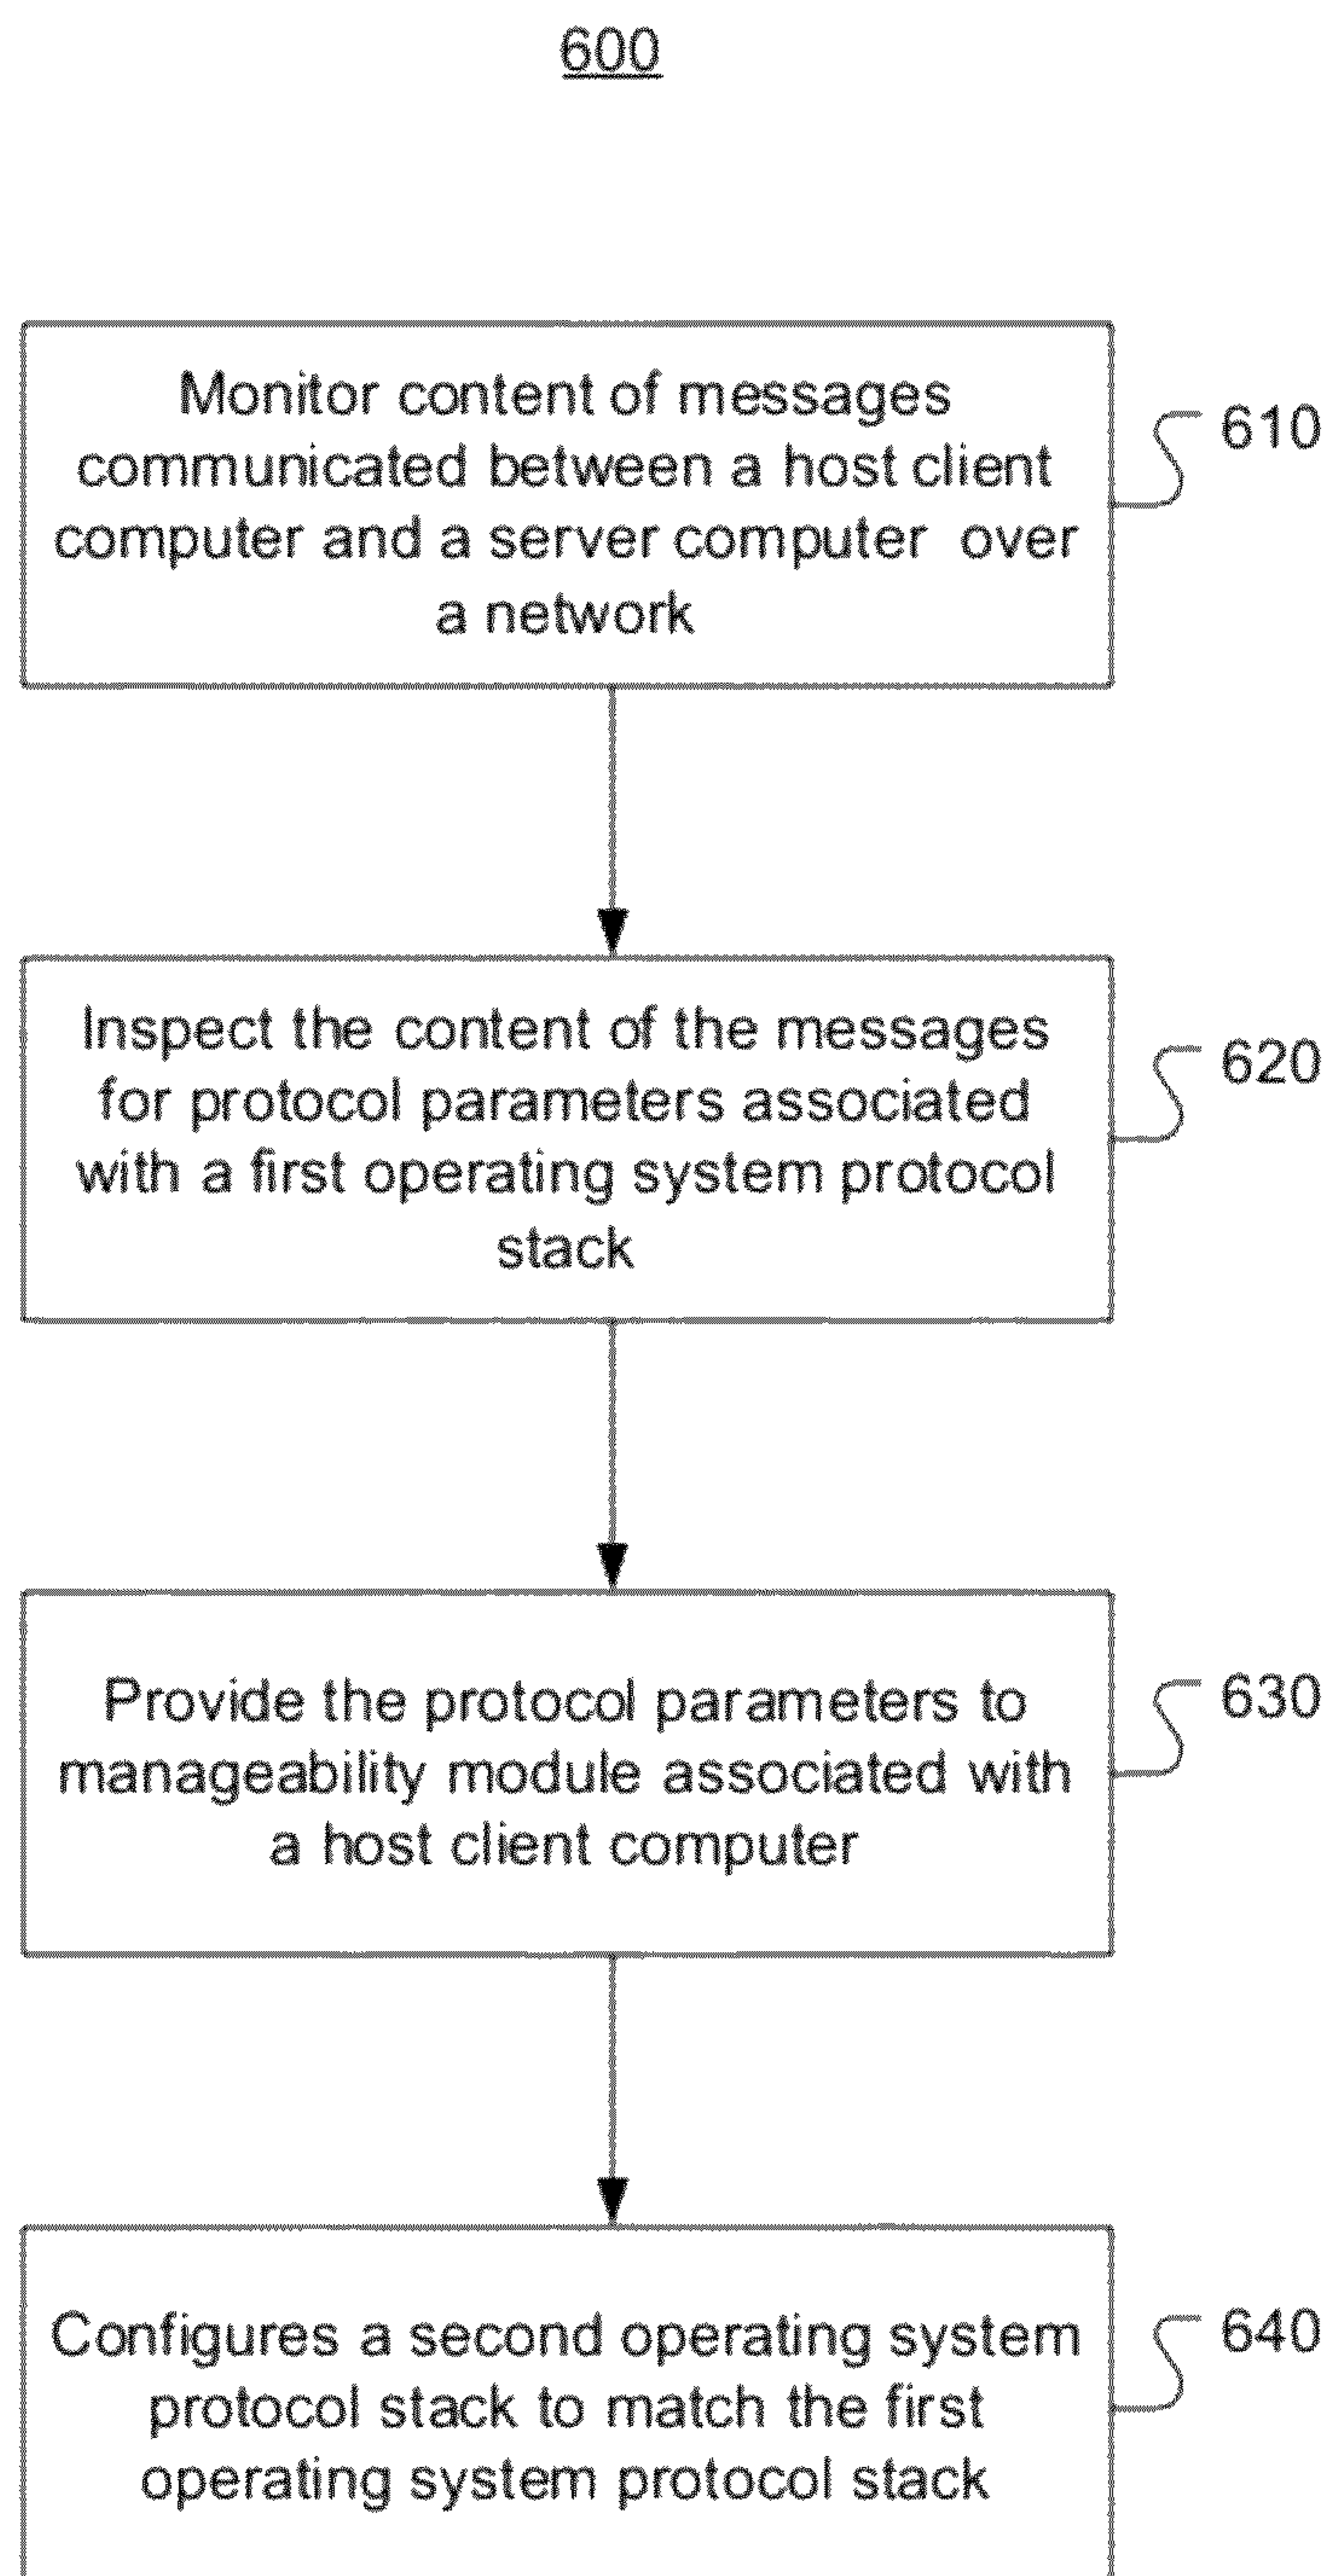 600
Monitor content of messages
communicated between a host client
computer and a server computer over
a network
610
Inspect the content of the messages
for protocol parameters associated
with a first operating system protocol
stack
620
Provide the protocol parameters to
manageability module associated with
a host client computer
630
Configures a second operating system
protocol stack to match the first
operating system protocol stack
640